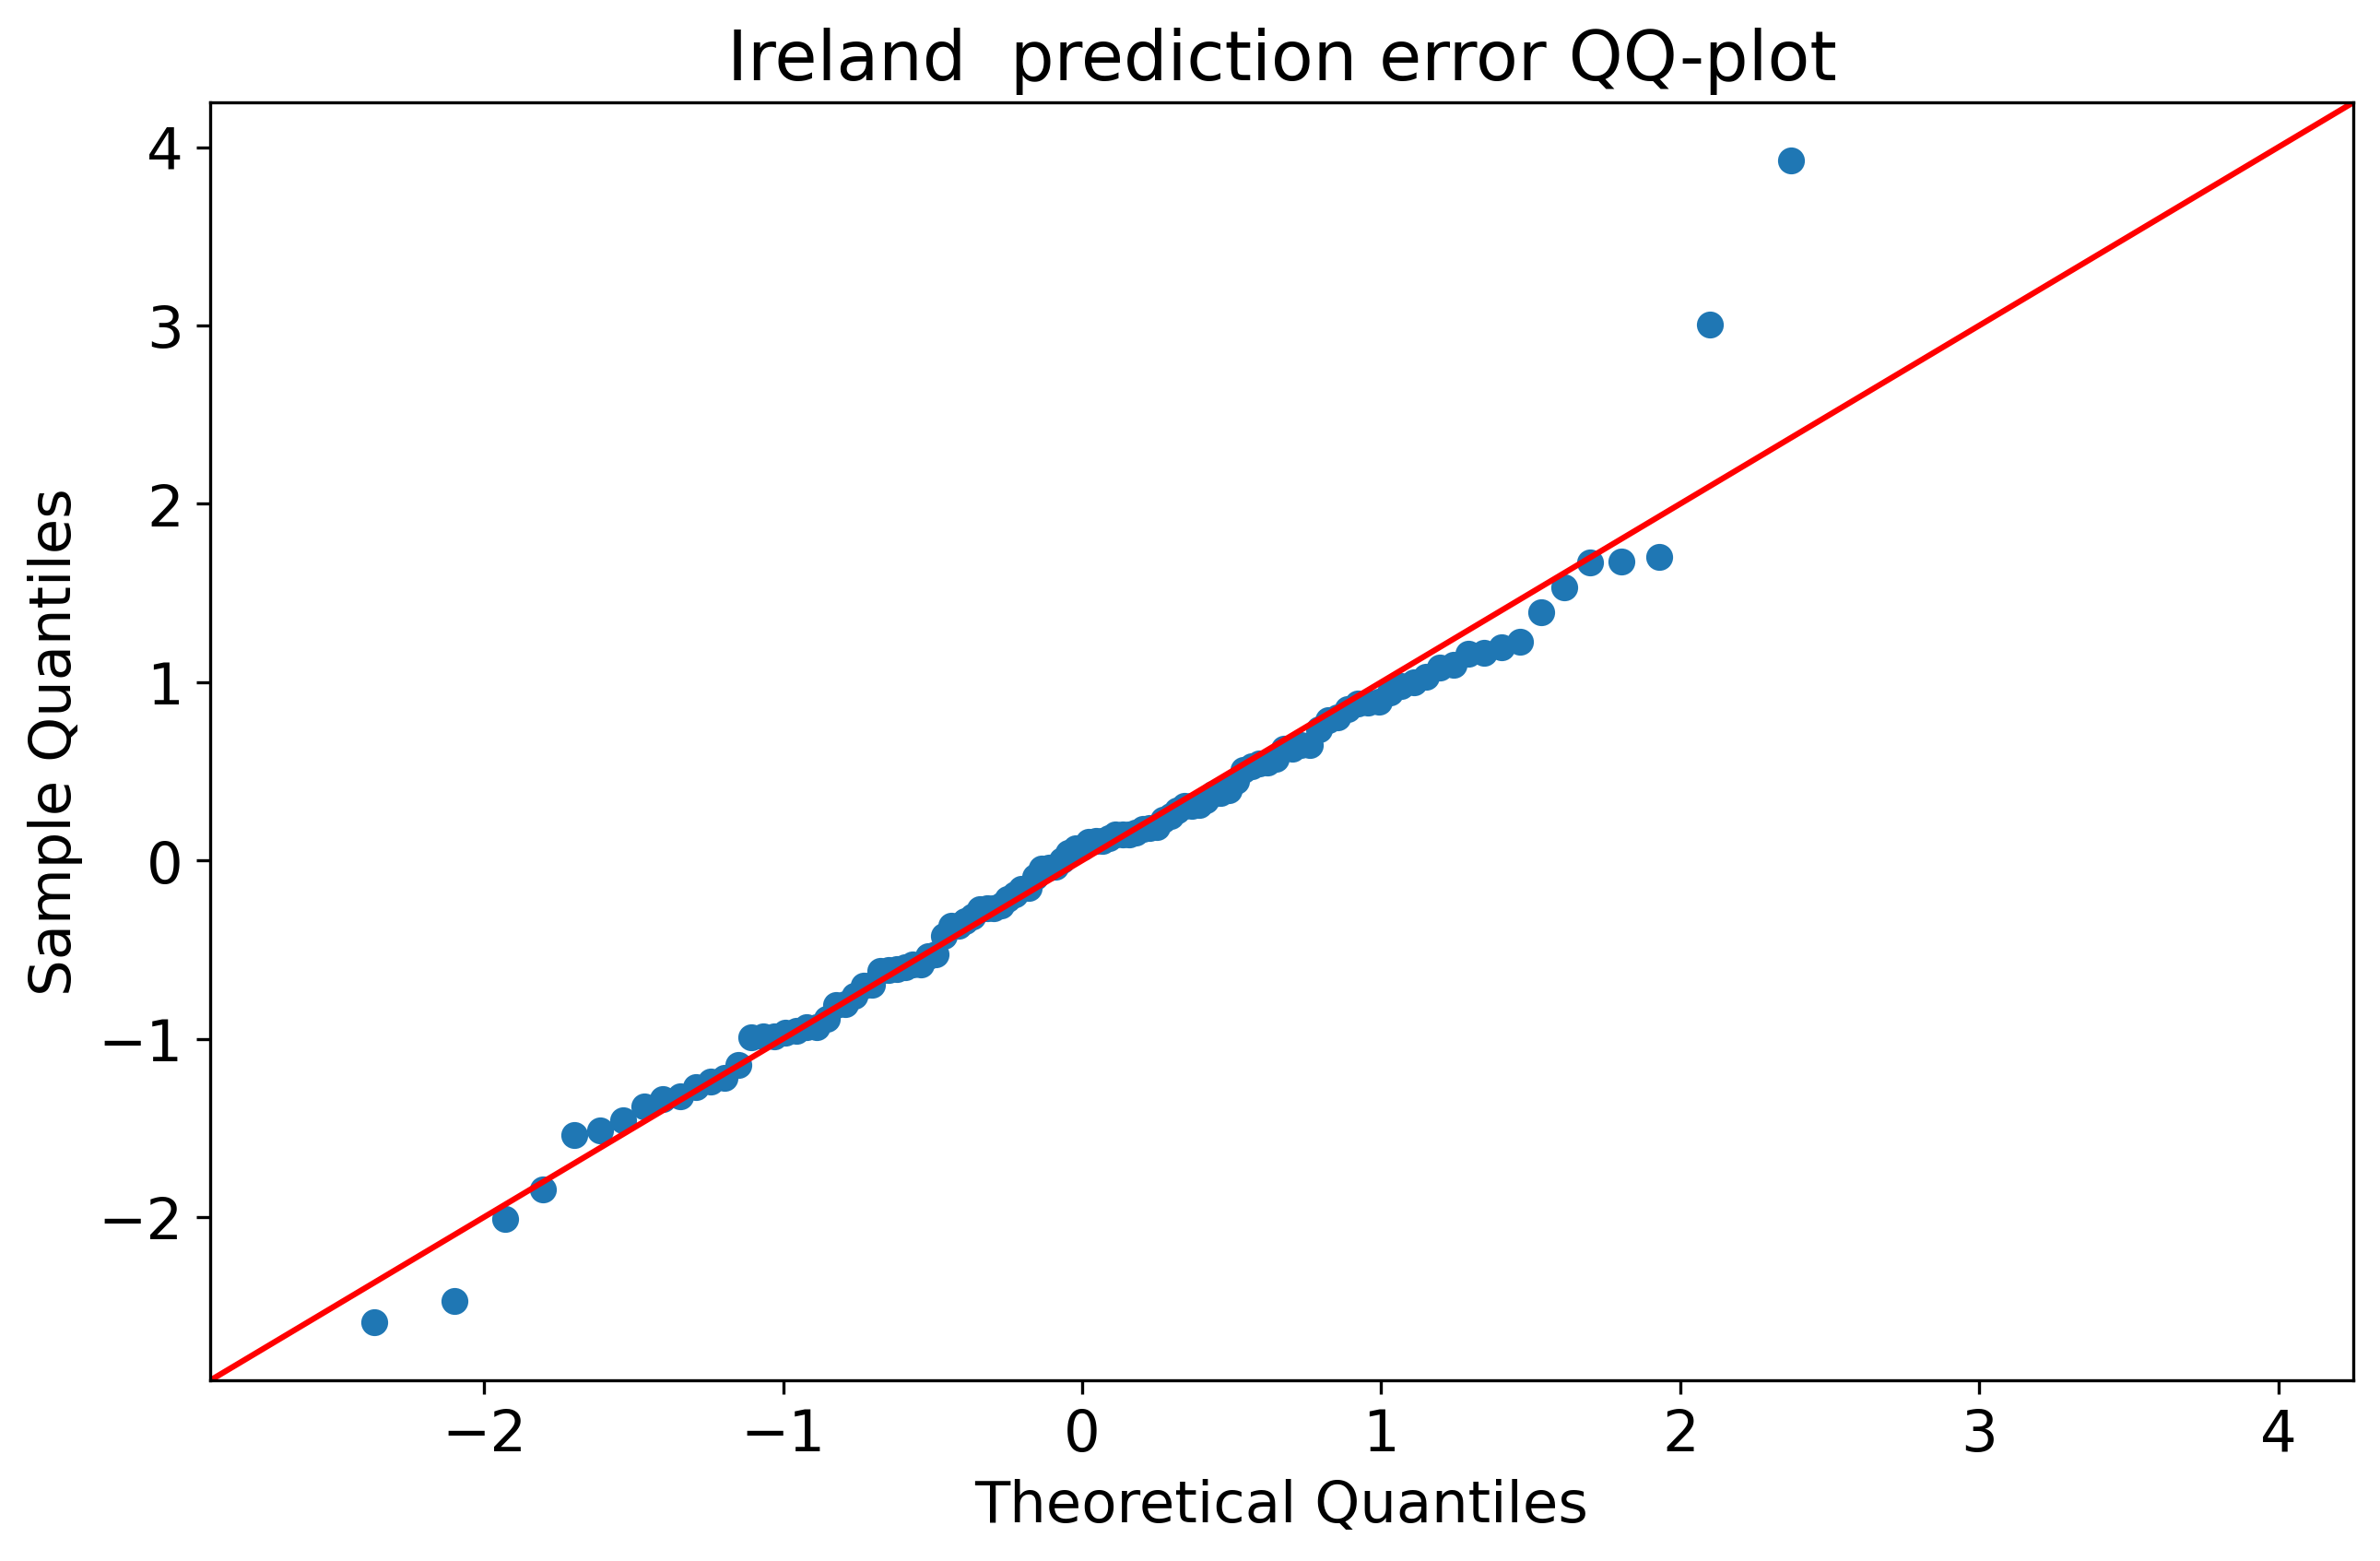 Ireland  prediction error QQ-plot
4
3
2
1
0
−1
−2
Sample Quantiles
−2 −1 0 1 2 3 4
Theoretical Quantiles